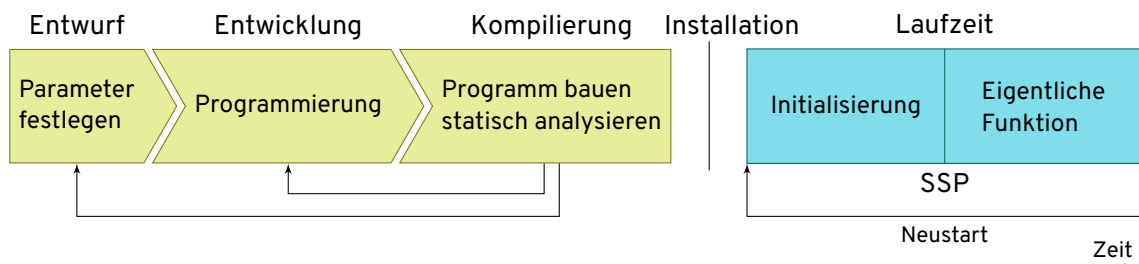 Entwurf
Entwicklung
Kompilierung
Installation
Laufzeit
Parameter
festlegen
Programmierung
Programm bauen
statisch analysieren
Initialisierung
Eigentliche
Funktion
SSP
Neustart
Zeit